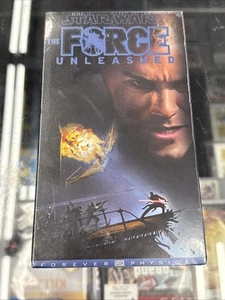 STAR WARS
THE FORCE
UNLEASHED
FOREVER PHYSICAL